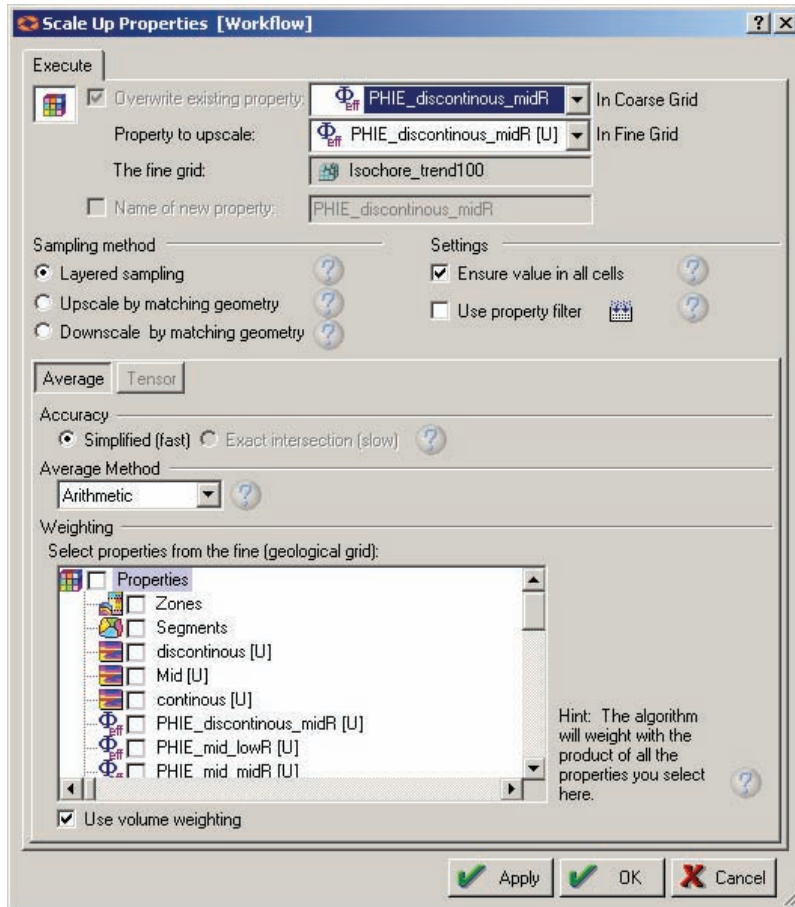 Scale Up Properties [Workflow]
Execute
Overwrite existing property: Φeff PHIE_discontinous_midR In Coarse Grid
Property to upscale: Φeff PHIE_discontinous_midR [U] In Fine Grid
The fine grid: Isochore_trend100
Name of new property: PHIE_discontinous_midR
Sampling method
Layered sampling
Upscale by matching geometry
Downscale by matching geometry
Settings
Ensure value in all cells
Use property filter
Average Tensor
Accuracy
Simplified (fast) Exact intersection (slow)
Average Method
Arithmetic
Weighting
Select properties from the fine (geological grid):
Properties
Zones
Segments
discontinous [U]
Mid [U]
continous [U]
Φeff PHIE_discontinous_midR [U]
Φeff PHIE_mid_lowR [U]
Φeff PHIE_mid_midR [U]
Hint: The algorithm
will weight with the
product of all the
properties you select
here.
Use volume weighting
Apply OK Cancel